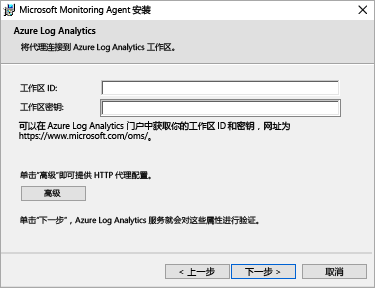 Microsoft Monitoring Agent 安装
Azure Log Analytics
将代理连接到 Azure Log Analytics 工作区。
工作区 ID:
工作区密钥:
可以在 Azure Log Analytics 门户中获取你的工作区 ID 和密钥，网址为
https://www.microsoft.com/oms/。
单击“高级”即可提供 HTTP 代理配置。
高级
单击“下一步”，Azure Log Analytics 服务就会对这些属性进行验证。
< 上一步
下一步 >
取消